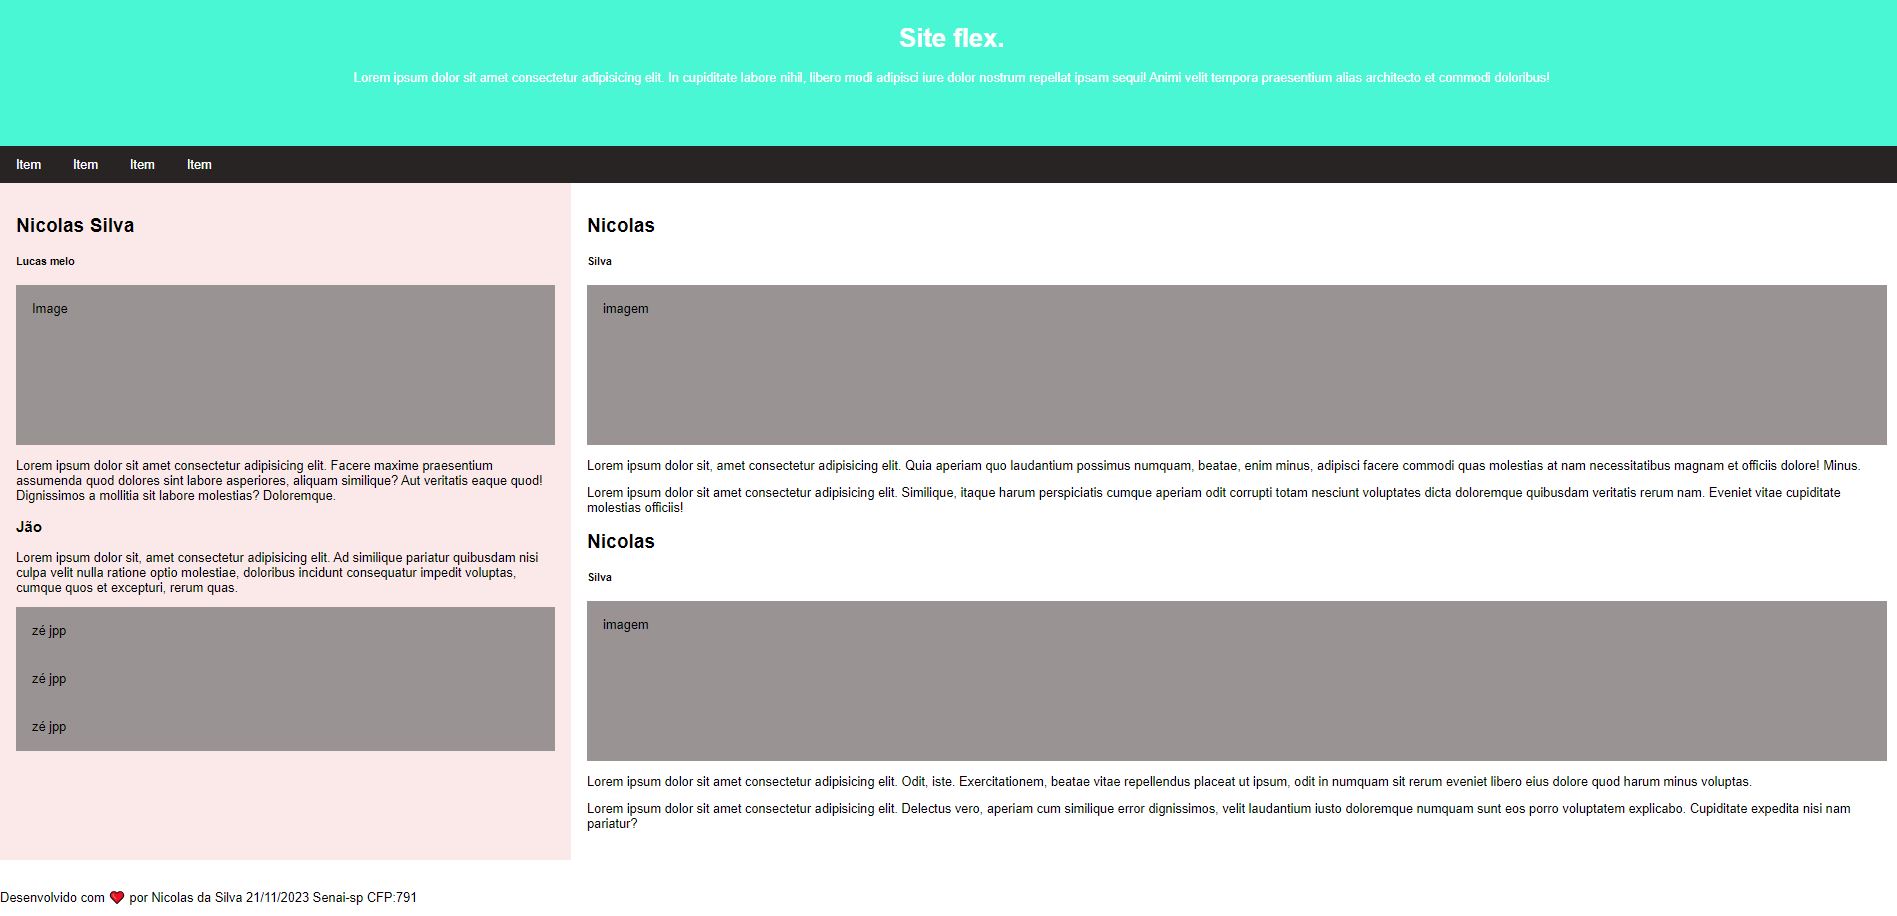 Site flex.
Lorem ipsum dolor sit amet consectetur adipisicing elit. In cupiditate labore nihil, libero modi adipisci iure dolor nostrum repellat ipsam sequi! Animi velit tempora praesentium alias architecto et commodi doloribus!
Item Item Item Item
Nicolas Silva
Lucas melo
Image
Lorem ipsum dolor sit amet consectetur adipisicing elit. Facere maxime praesentium
assumenda quod dolores sint labore asperiores, aliquam similique? Aut veritatis eaque quod!
Dignissimos a mollitia sit labore molestias? Doloremque.
Jão
Lorem ipsum dolor sit, amet consectetur adipisicing elit. Ad similique pariatur quibusdam nisi
culpa velit nulla ratione optio molestiae, doloribus incidunt consequatur impedit voluptas,
cumque quos et excepturi, rerum quas.
zé jpp
zé jpp
zé jpp
Nicolas
Silva
imagem
Lorem ipsum dolor sit, amet consectetur adipisicing elit. Quia aperiam quo laudantium possimus numquam, beatae, enim minus, adipisci facere commodi quas molestias at nam necessitatibus magnam et officiis dolore! Minus.
Lorem ipsum dolor sit amet consectetur adipisicing elit. Similique, itaque harum perspiciatis cumque aperiam odit corrupti totam nesciunt voluptates dicta doloremque quibusdam veritatis rerum nam. Eveniet vitae cupiditate
molestias officiis!
Nicolas
Silva
imagem
Lorem ipsum dolor sit amet consectetur adipisicing elit. Odit, iste. Exercitationem, beatae vitae repellendus placeat ut ipsum, odit in numquam sit rerum eveniet libero eius dolore quod harum minus voluptas.
Lorem ipsum dolor sit amet consectetur adipisicing elit. Delectus vero, aperiam cum similique error dignissimos, velit laudantium iusto doloremque numquam sunt eos porro voluptatem explicabo. Cupiditate expedita nisi nam
pariatur?
Desenvolvido com ❤️ por Nicolas da Silva 21/11/2023 Senai-sp CFP:791